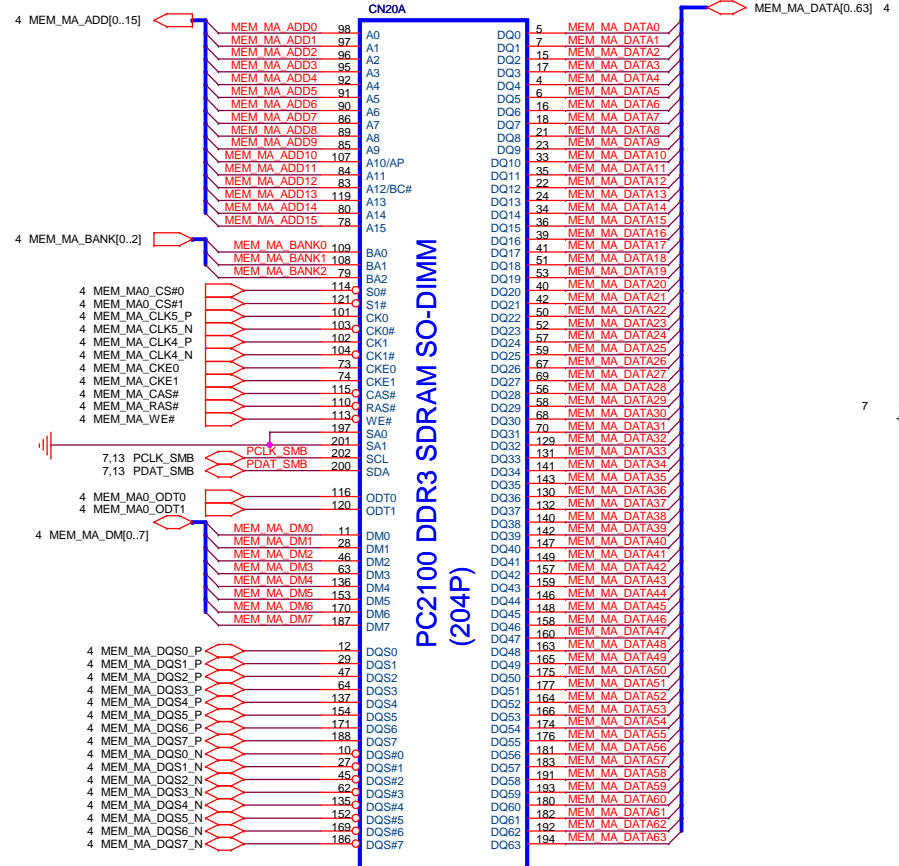 CN20A
4 MEM_MA_ADD[0..15]
MEM_MA_ADD0 98 A0
MEM_MA_ADD1 97 A1
MEM_MA_ADD2 96 A2
MEM_MA_ADD3 95 A3
MEM_MA_ADD4 92 A4
MEM_MA_ADD5 91 A5
MEM_MA_ADD6 90 A6
MEM_MA_ADD7 86 A7
MEM_MA_ADD8 89 A8
MEM_MA_ADD9 85 A9
MEM_MA_ADD10 107 A10/AP
MEM_MA_ADD11 84 A11
MEM_MA_ADD12 83 A12/BC#
MEM_MA_ADD13 119 A13
MEM_MA_ADD14 80 A14
MEM_MA_ADD15 78 A15
4 MEM_MA_BANK[0..2]
MEM_MA_BANK0 109 BA0
MEM_MA_BANK1 108 BA1
MEM_MA_BANK2 79 BA2
4 MEM_MA0_CS#0 114 S0#
4 MEM_MA0_CS#1 121 S1#
4 MEM_MA_CLK5_P 101 CK0
4 MEM_MA_CLK5_N 103 CK0#
4 MEM_MA_CLK4_P 102 CK1
4 MEM_MA_CLK4_N 104 CK1#
4 MEM_MA_CKE0 73 CKE0
4 MEM_MA_CKE1 74 CKE1
4 MEM_MA_CAS# 115 CAS#
4 MEM_MA_RAS# 110 RAS#
4 MEM_MA_WE# 113 WE#
197 SA0
201 SA1
7,13 PCLK_SMB PCLK_SMB 202 SCL
7,13 PDAT_SMB PDAT_SMB 200 SDA
4 MEM_MA0_ODT0 116 ODT0
4 MEM_MA0_ODT1 120 ODT1
4 MEM_MA_DM[0..7]
MEM_MA_DM0 11 DM0
MEM_MA_DM1 28 DM1
MEM_MA_DM2 46 DM2
MEM_MA_DM3 63 DM3
MEM_MA_DM4 136 DM4
MEM_MA_DM5 153 DM5
MEM_MA_DM6 170 DM6
MEM_MA_DM7 187 DM7
4 MEM_MA_DQS0_P 12 DQS0
4 MEM_MA_DQS1_P 29 DQS1
4 MEM_MA_DQS2_P 47 DQS2
4 MEM_MA_DQS3_P 64 DQS3
4 MEM_MA_DQS4_P 137 DQS4
4 MEM_MA_DQS5_P 154 DQS5
4 MEM_MA_DQS6_P 171 DQS6
4 MEM_MA_DQS7_P 188 DQS7
4 MEM_MA_DQS0_N 10 DQS#0
4 MEM_MA_DQS1_N 27 DQS#1
4 MEM_MA_DQS2_N 45 DQS#2
4 MEM_MA_DQS3_N 62 DQS#3
4 MEM_MA_DQS4_N 135 DQS#4
4 MEM_MA_DQS5_N 152 DQS#5
4 MEM_MA_DQS6_N 169 DQS#6
4 MEM_MA_DQS7_N 186 DQS#7
PC2100 DDR3 SDRAM SO-DIMM
(204P)
MEM_MA_DATA[0..63] 4
DQ0 5 MEM_MA_DATA0
DQ1 7 MEM_MA_DATA1
DQ2 15 MEM_MA_DATA2
DQ3 17 MEM_MA_DATA3
DQ4 4 MEM_MA_DATA4
DQ5 6 MEM_MA_DATA5
DQ6 16 MEM_MA_DATA6
DQ7 18 MEM_MA_DATA7
DQ8 21 MEM_MA_DATA8
DQ9 23 MEM_MA_DATA9
DQ10 33 MEM_MA_DATA10
DQ11 35 MEM_MA_DATA11
DQ12 22 MEM_MA_DATA12
DQ13 24 MEM_MA_DATA13
DQ14 34 MEM_MA_DATA14
DQ15 36 MEM_MA_DATA15
DQ16 39 MEM_MA_DATA16
DQ17 41 MEM_MA_DATA17
DQ18 51 MEM_MA_DATA18
DQ19 53 MEM_MA_DATA19
DQ20 40 MEM_MA_DATA20
DQ21 42 MEM_MA_DATA21
DQ22 50 MEM_MA_DATA22
DQ23 52 MEM_MA_DATA23
DQ24 57 MEM_MA_DATA24
DQ25 59 MEM_MA_DATA25
DQ26 67 MEM_MA_DATA26
DQ27 69 MEM_MA_DATA27
DQ28 56 MEM_MA_DATA28
DQ29 58 MEM_MA_DATA29
DQ30 68 MEM_MA_DATA30
DQ31 70 MEM_MA_DATA31
DQ32 129 MEM_MA_DATA32
DQ33 131 MEM_MA_DATA33
DQ34 141 MEM_MA_DATA34
DQ35 143 MEM_MA_DATA35
DQ36 130 MEM_MA_DATA36
DQ37 132 MEM_MA_DATA37
DQ38 140 MEM_MA_DATA38
DQ39 142 MEM_MA_DATA39
DQ40 147 MEM_MA_DATA40
DQ41 149 MEM_MA_DATA41
DQ42 157 MEM_MA_DATA42
DQ43 159 MEM_MA_DATA43
DQ44 146 MEM_MA_DATA44
DQ45 148 MEM_MA_DATA45
DQ46 158 MEM_MA_DATA46
DQ47 160 MEM_MA_DATA47
DQ48 163 MEM_MA_DATA48
DQ49 165 MEM_MA_DATA49
DQ50 175 MEM_MA_DATA50
DQ51 177 MEM_MA_DATA51
DQ52 164 MEM_MA_DATA52
DQ53 166 MEM_MA_DATA53
DQ54 174 MEM_MA_DATA54
DQ55 176 MEM_MA_DATA55
DQ56 181 MEM_MA_DATA56
DQ57 183 MEM_MA_DATA57
DQ58 191 MEM_MA_DATA58
DQ59 193 MEM_MA_DATA59
DQ60 180 MEM_MA_DATA60
DQ61 182 MEM_MA_DATA61
DQ62 192 MEM_MA_DATA62
DQ63 194 MEM_MA_DATA63
7